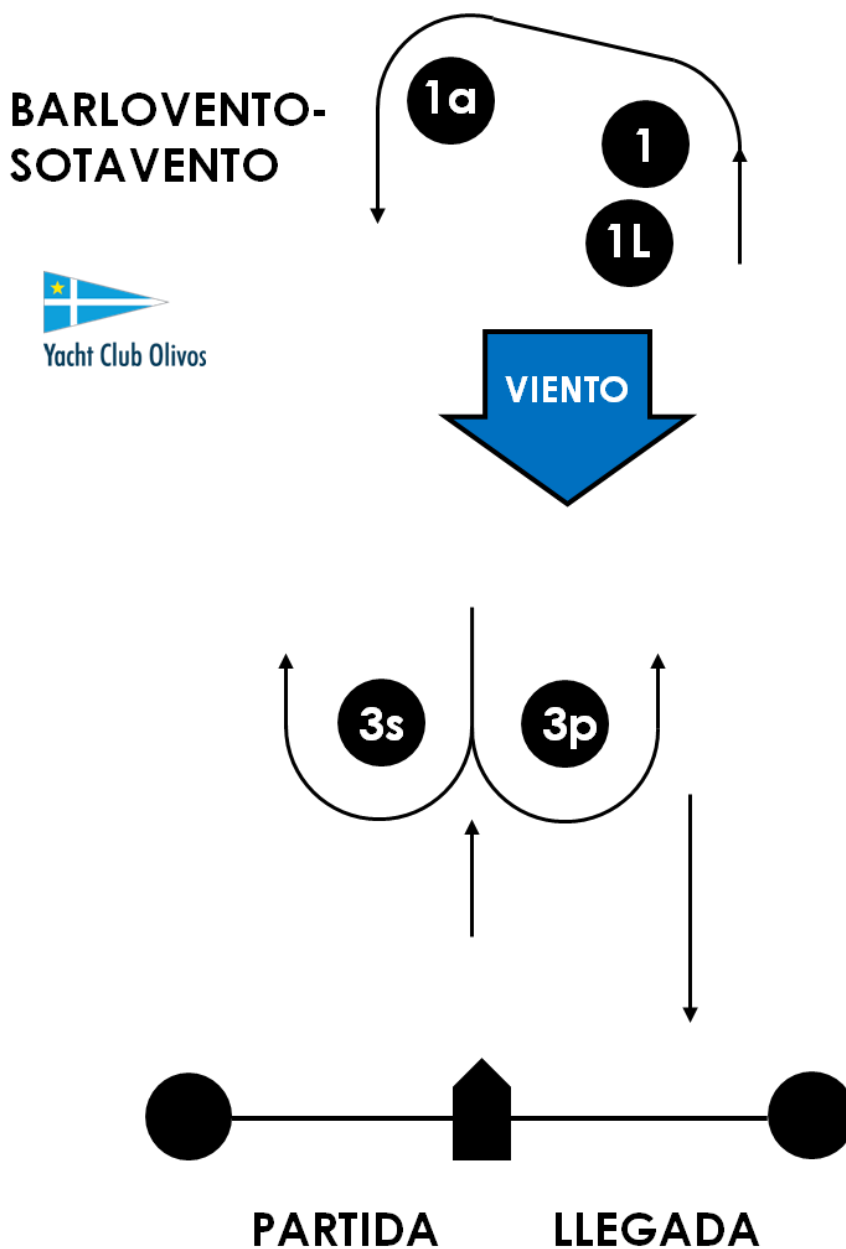 BARLOVENTO-
SOTAVENTO
1a
1
1L
Yacht Club Olivos
VIENTO
3s
3p
PARTIDA
LLEGADA